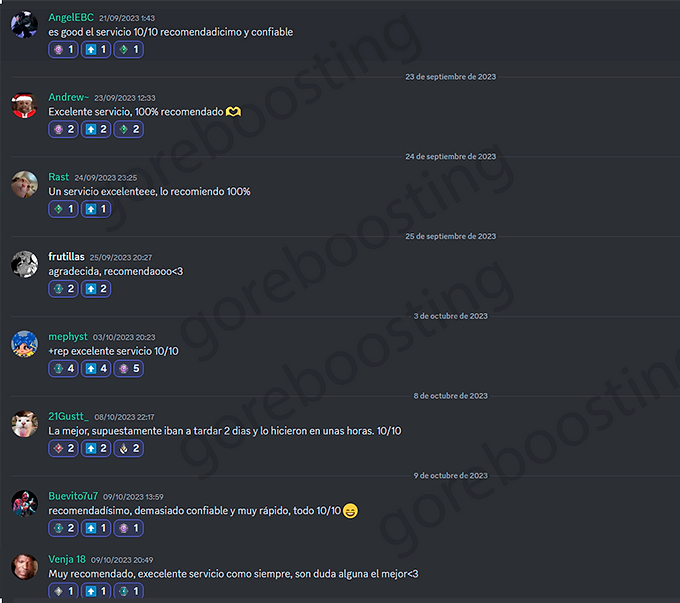 AngelEBC 21/09/2023 1:43
es good el servicio 10/10 recomendadicimo y confiable
1 1 1
23 de septiembre de 2023
Andrew~ 23/09/2023 12:33
Excelente servicio, 100% recomendado
2 2 2
24 de septiembre de 2023
Rast 24/09/2023 23:25
Un servicio excelenteee, lo recomiendo 100%
1 1
25 de septiembre de 2023
frutillas 25/09/2023 20:27
agradecida, recomendaooo<3
2 2
3 de octubre de 2023
mephyst 03/10/2023 20:23
+rep excelente servicio 10/10
4 4 5
8 de octubre de 2023
21Gustt_ 08/10/2023 22:17
La mejor, supuestamente iban a tardar 2 dias y lo hicieron en unas horas. 10/10
2 2 2
9 de octubre de 2023
Buevito7u7 09/10/2023 13:59
recomendadísimo, demasiado confiable y muy rápido, todo 10/10
2 1 1
Venja 18 09/10/2023 20:49
Muy recomendado, execelente servicio como siempre, son duda alguna el mejor<3
1 1 1
goreboosting
goreboosting
goreboosting
goreboosting
goreboosting